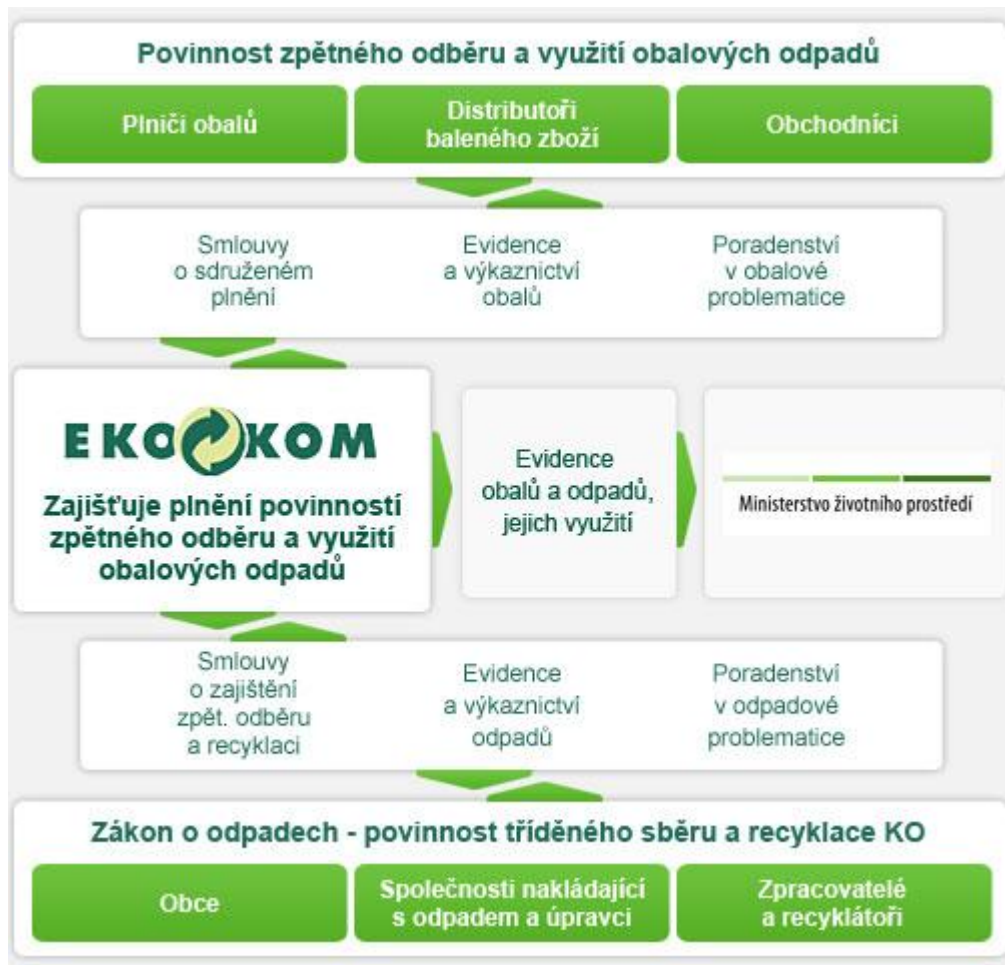 Povinnost zpětného odběru a využití obalových odpadů
Plniči obalů
Distributoři
baleného zboží
Obchodníci
Smlouvy
o sdruženém
plnění
Evidence
a výkaznictví
obalů
Poradenství
v obalové
problematice
EKO KOM
Zajišťuje plnění povinností
zpětného odběru a využití
obalových odpadů
Evidence
obalů a odpadů,
jejich využití
Ministerstvo životního prostředí
Smlouvy
o zajištění
zpět. odběru
a recyklaci
Evidence
a výkaznictví
odpadů
Poradenství
v odpadové
problematice
Zákon o odpadech - povinnost tříděného sběru a recyklace KO
Obce
Společnosti nakládající
s odpadem a úpravci
Zpracovatelé
a recyklátoři